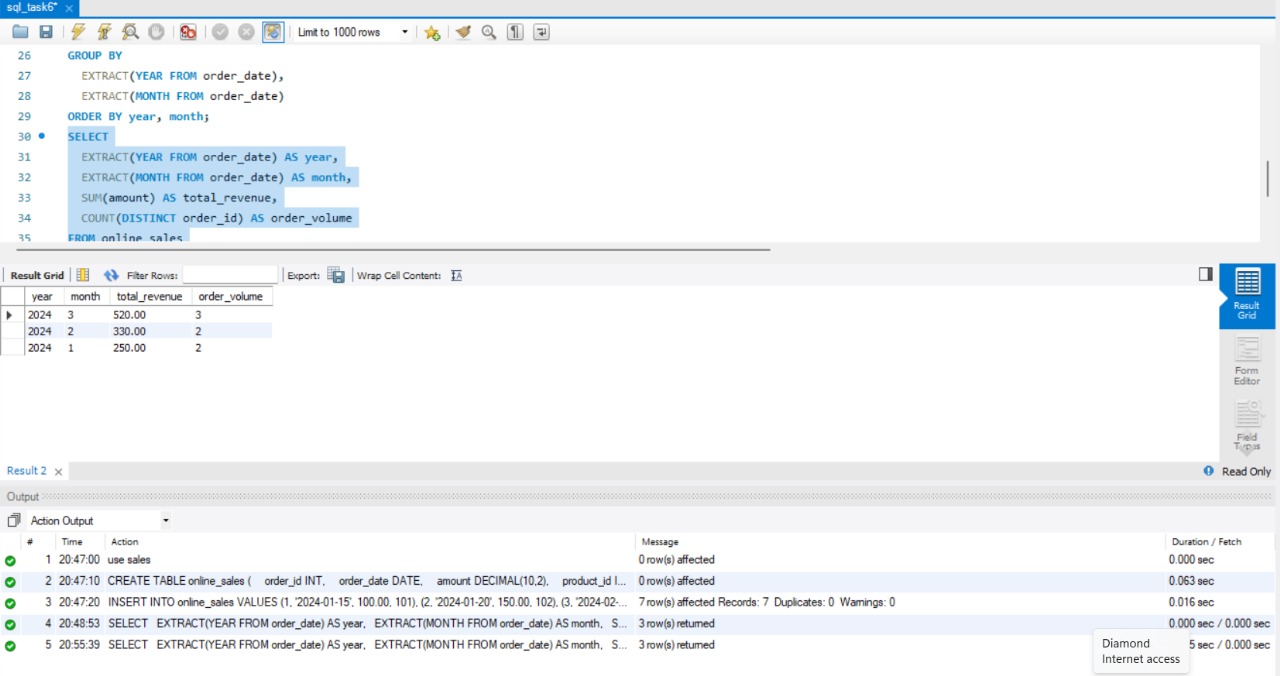 sql_task6*
Limit to 1000 rows
26 GROUP BY
27 EXTRACT(YEAR FROM order_date),
28 EXTRACT(MONTH FROM order_date)
29 ORDER BY year, month;
30 SELECT
31 EXTRACT(YEAR FROM order_date) AS year,
32 EXTRACT(MONTH FROM order_date) AS month,
33 SUM(amount) AS total_revenue,
34 COUNT(DISTINCT order_id) AS order_volume
35 FROM online_sales
Result Grid Filter Rows: Export: Wrap Cell Content:
year month total_revenue order_volume
2024 3 520.00 3
2024 2 330.00 2
2024 1 250.00 2
Result
Grid
Form
Editor
Field
Types
Result 2 Read Only
Output
Action Output
# Time Action Message Duration / Fetch
1 20:47:00 use sales 0 row(s) affected 0.000 sec
2 20:47:10 CREATE TABLE online_sales ( order_id INT, order_date DATE, amount DECIMAL(10,2), product_id I... 0 row(s) affected 0.063 sec
3 20:47:20 INSERT INTO online_sales VALUES (1, '2024-01-15', 100.00, 101), (2, '2024-01-20', 150.00, 102), (3, '2024-02-... 7 row(s) affected Records: 7 Duplicates: 0 Warnings: 0 0.016 sec
4 20:48:53 SELECT EXTRACT(YEAR FROM order_date) AS year, EXTRACT(MONTH FROM order_date) AS month, S... 3 row(s) returned 0.000 sec / 0.000 sec
5 20:55:39 SELECT EXTRACT(YEAR FROM order_date) AS year, EXTRACT(MONTH FROM order_date) AS month, S... 3 row(s) returned 5 sec / 0.000 sec
Diamond
Internet access